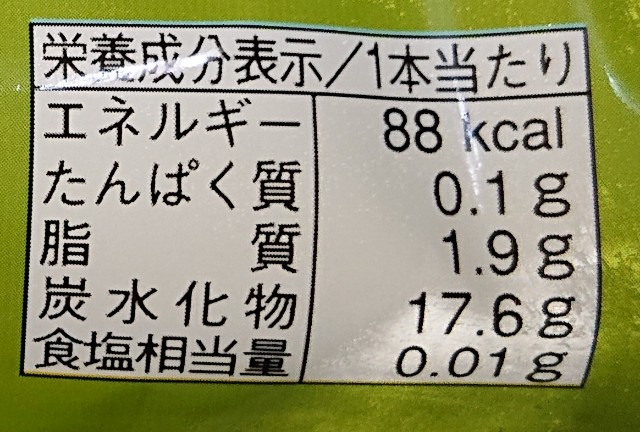 栄養成分表示/1本当たり
エネルギー 88 kcal
たんぱく質 0.1 g
脂質 1.9 g
炭水化物 17.6 g
食塩相当量 0.01 g